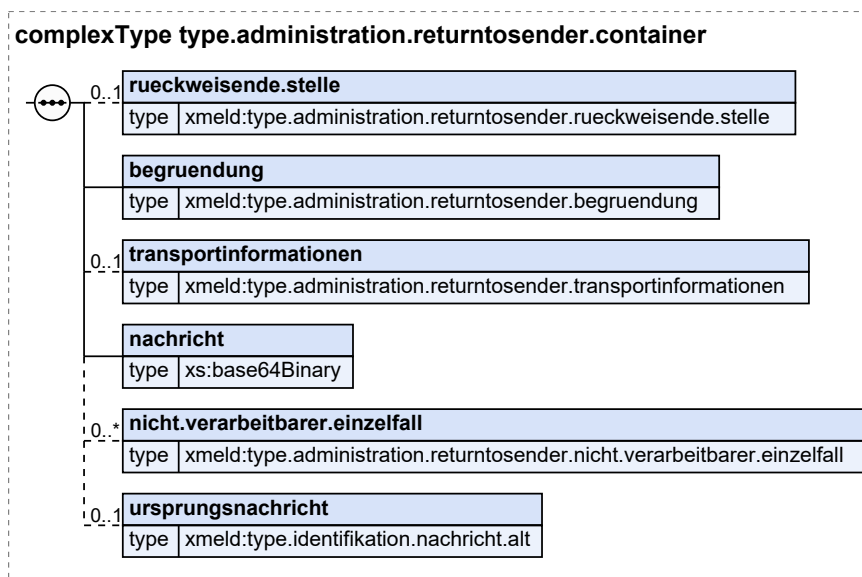 complexType type.administration.returntosender.container
0..1
rueckweisende.stelle
type xmeld:type.administration.returntosender.rueckweisende.stelle
begruendung
type xmeld:type.administration.returntosender.begruendung
0..1
transportinformationen
type xmeld:type.administration.returntosender.transportinformationen
nachricht
type xs:base64Binary
0..*
nicht.verarbeitbarer.einzelfall
type xmeld:type.administration.returntosender.nicht.verarbeitbarer.einzelfall
0..1
ursprungsnachricht
type xmeld:type.identifikation.nachricht.alt